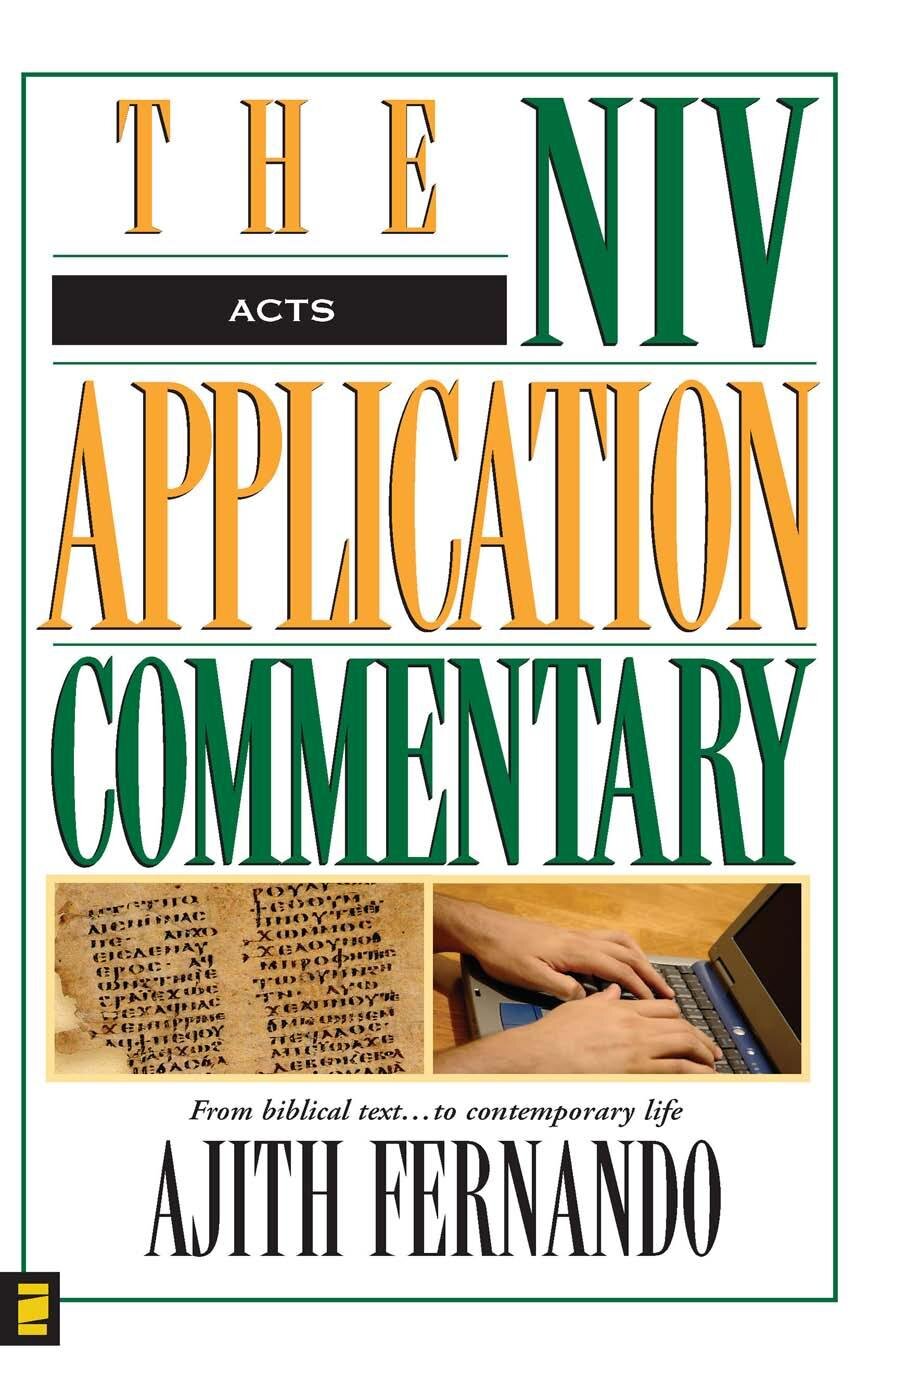 THE NIV
ACTS
APPLICATION
COMMENTARY
From biblical text...to contemporary life
AJITH FERNANDO